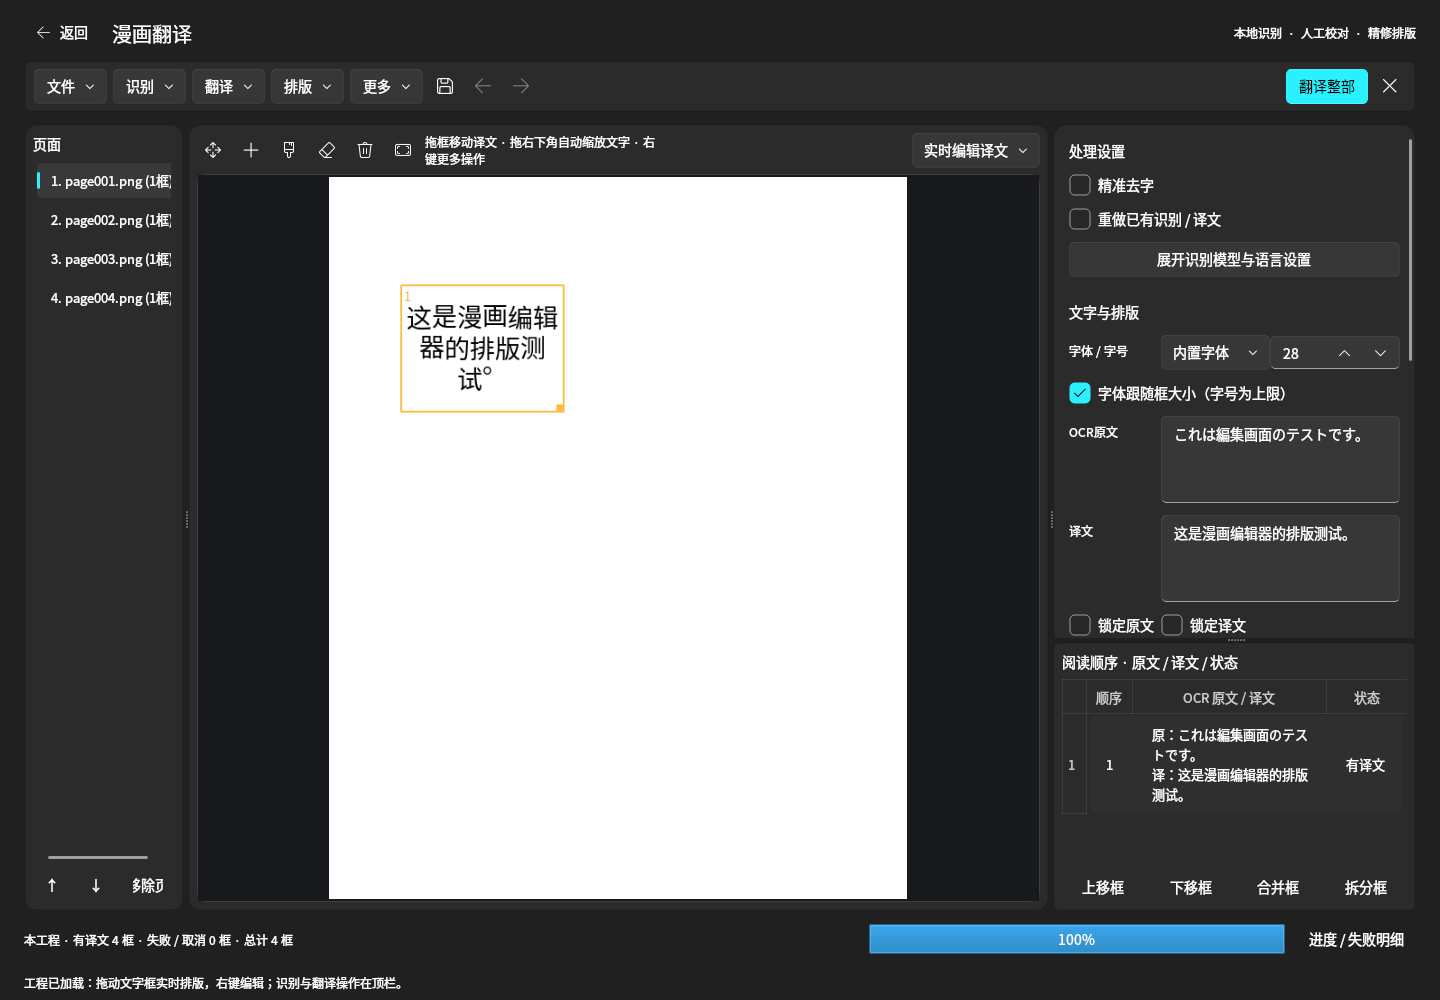 返回
漫画翻译
本地识别 · 人工校对 · 精修排版
文件
识别
翻译
排版
更多
翻译整部
页面
1. page001.png (1框)
2. page002.png (1框)
3. page003.png (1框)
4. page004.png (1框)
↑
↓
移除页
拖框移动译文 · 拖右下角自动缩放文字 · 右
键更多操作
实时编辑译文
1
这是漫画编辑
器的排版测
试。
处理设置
精准去字
重做已有识别 / 译文
展开识别模型与语言设置
文字与排版
字体 / 字号
内置字体
28
字体跟随框大小（字号为上限）
OCR原文
これは編集画面のテストです。
译文
这是漫画编辑器的排版测试。
锁定原文
锁定译文
阅读顺序 · 原文 / 译文 / 状态
顺序
OCR 原文 / 译文
状态
1
1
原：これは編集画面のテス
トです。
译：这是漫画编辑器的排版
测试。
有译文
上移框
下移框
合并框
拆分框
本工程 · 有译文 4 框 · 失败 / 取消 0 框 · 总计 4 框
100%
进度 / 失败明细
工程已加载：拖动文字框实时排版，右键编辑；识别与翻译操作在顶栏。